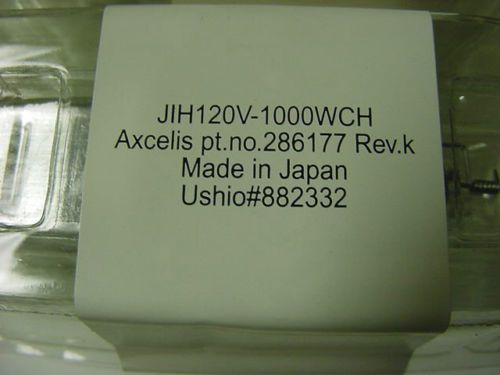 JIH120V-1000WCH
Axcelis pt.no.286177 Rev.k
Made in Japan
Ushio#882332